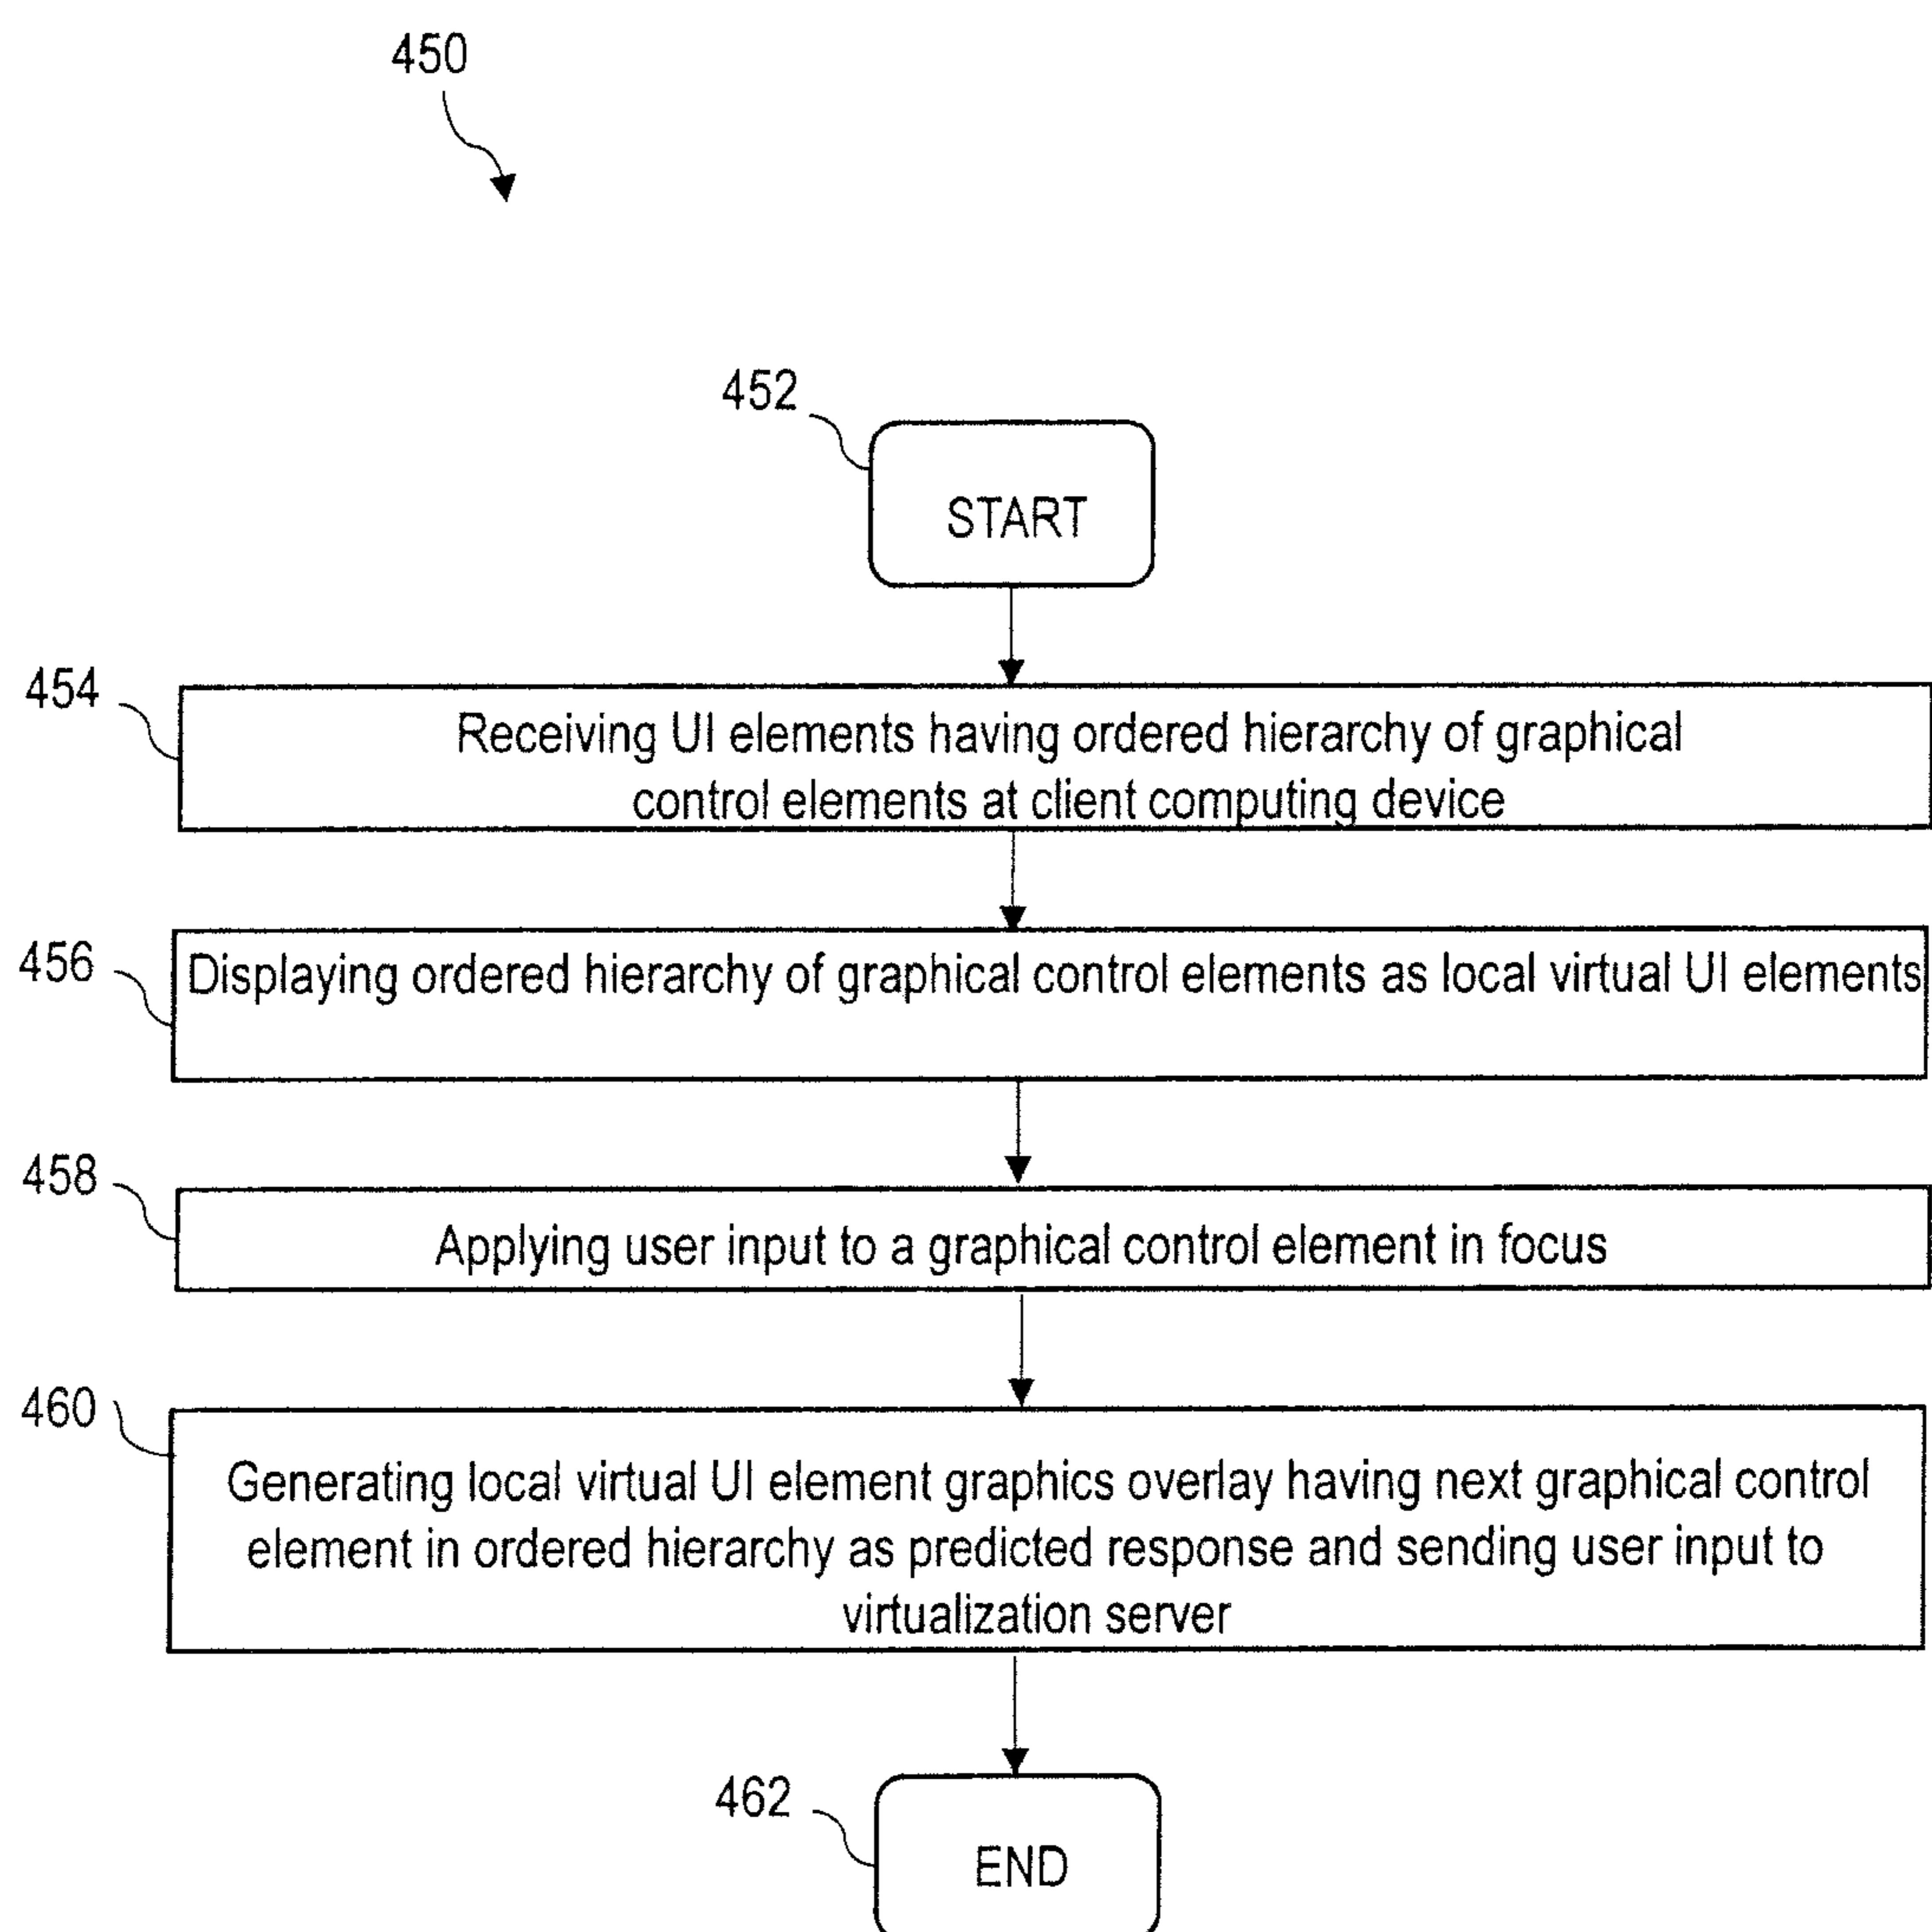 450
452
START
454
Receiving UI elements having ordered hierarchy of graphical
control elements at client computing device
456
Displaying ordered hierarchy of graphical control elements as local virtual UI elements
458
Applying user input to a graphical control element in focus
460
Generating local virtual UI element graphics overlay having next graphical control
element in ordered hierarchy as predicted response and sending user input to
virtualization server
462
END